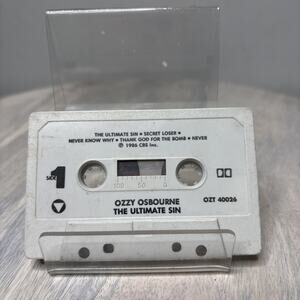 THE ULTIMATE SIN • SECRET LOSER •
NEVER KNOW WHY • THANK GOD FOR THE BOMB • NEVER
℗ 1986 CBS Inc.
SIDE 1
100 50 0
OZZY OSBOURNE
THE ULTIMATE SIN
OZT 40026